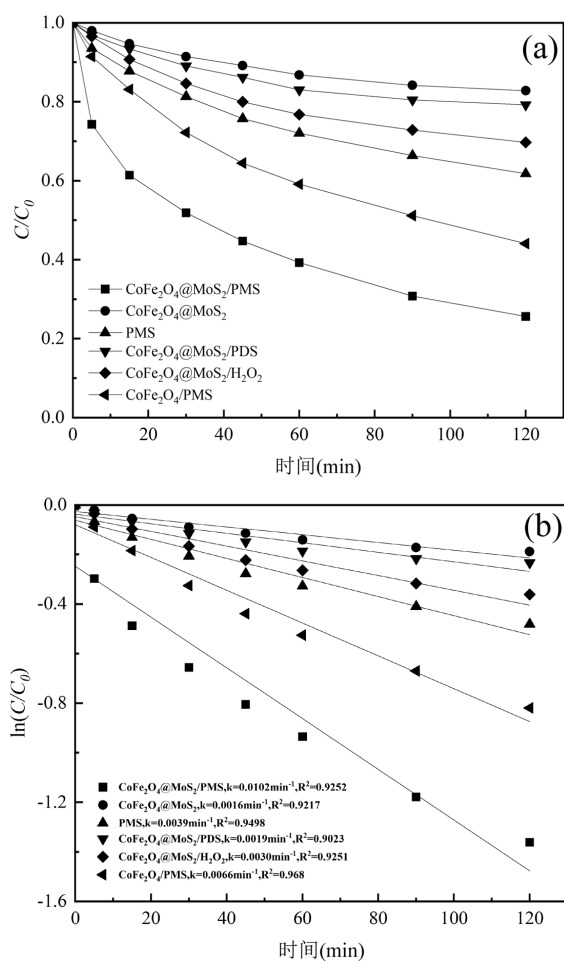 (a)
C/C₀
1.0
0.8
0.6
0.4
0.2
0.0
CoFe₂O₄@MoS₂/PMS
CoFe₂O₄@MoS₂
PMS
CoFe₂O₄@MoS₂/PDS
CoFe₂O₄@MoS₂/H₂O₂
CoFe₂O₄/PMS
0 20 40 60 80 100 120
时间(min)
(b)
ln(C/C₀)
0.0
-0.4
-0.8
-1.2
-1.6
CoFe₂O₄@MoS₂/PMS,k=0.0102min⁻¹,R²=0.9252
CoFe₂O₄@MoS₂,k=0.0016min⁻¹,R²=0.9217
PMS,k=0.0039min⁻¹,R²=0.9498
CoFe₂O₄@MoS₂/PDS,k=0.0019min⁻¹,R²=0.9023
CoFe₂O₄@MoS₂/H₂O₂,k=0.0030min⁻¹,R²=0.9251
CoFe₂O₄/PMS,k=0.0066min⁻¹,R²=0.968
0 20 40 60 80 100 120
时间(min)